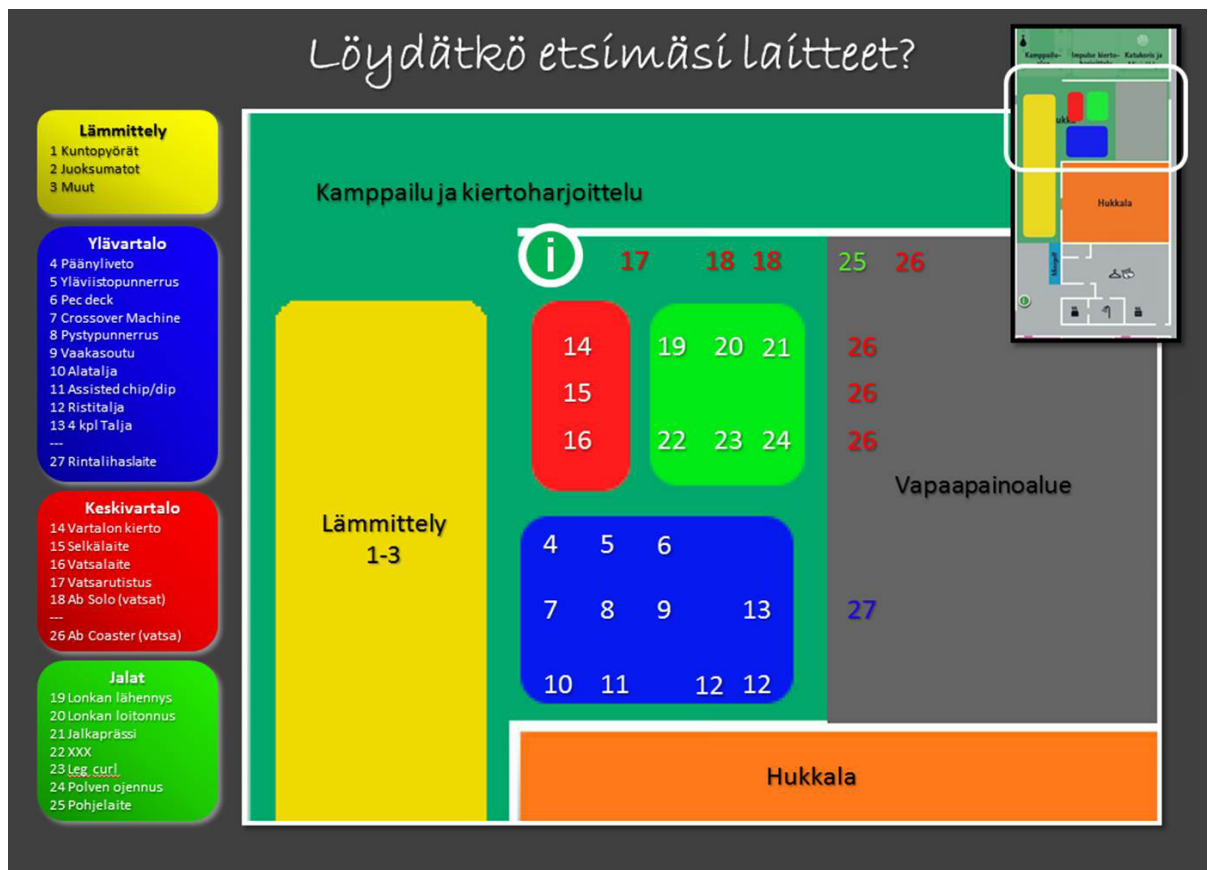 Löydätkö etsimäsi laitteet?
Lämmittely
1 Kuntopyörät
2 Juoksumatot
3 Muut
Ylävartalo
4 Päänyliveto
5 Yläviistopunnerrus
6 Pec deck
7 Crossover Machine
8 Pystypunnerrus
9 Vaakasoutu
10 Alatalja
11 Assisted chip/dip
12 Ristitalja
13 4 kpl Talja
---
27 Rintalihaslaite
Keskivartalo
14 Vartalon kierto
15 Selkälaite
16 Vatsalaite
17 Vatsarutistus
18 Ab Solo (vatsat)
---
26 Ab Coaster (vatsa)
Jalat
19 Lonkan lähennys
20 Lonkan loitonnus
21 Jalkaprässi
22 XXX
23 Leg curl
24 Polven ojennus
25 Pohjelaite
Kamppailu ja kiertoharjoittelu
i 17 18 18 25 26
14 19 20 21 26
15 26
16 22 23 24 26
Vapaapainoalue
Lämmittely
1-3
4 5 6
7 8 9 13 27
10 11 12 12
Hukkala
Hukkala